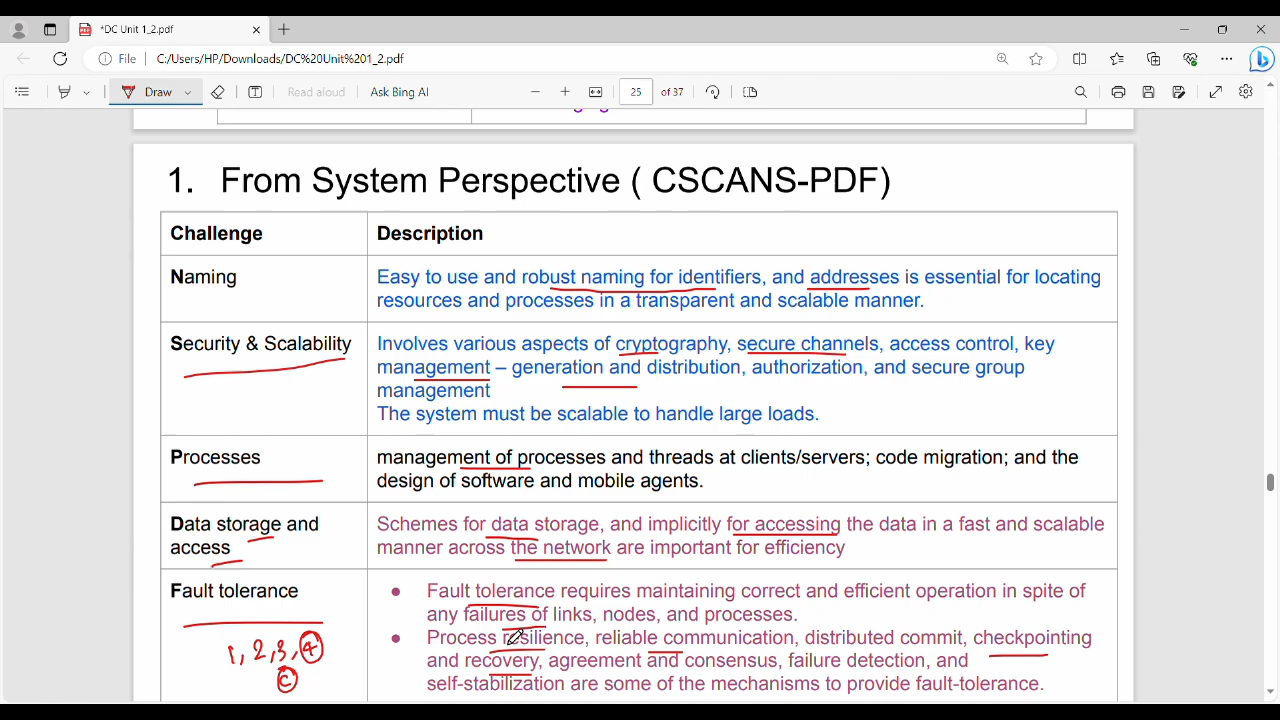 *DC Unit 1_2.pdf
File
C:/Users/HP/Downloads/DC%20Unit%201_2.pdf
Draw
Read aloud
Ask Bing AI
25
of 37
1. From System Perspective ( CSCANS-PDF)
Challenge
Description
Naming
Easy to use and robust naming for identifiers, and addresses is essential for locating
resources and processes in a transparent and scalable manner.
Security & Scalability
Involves various aspects of cryptography, secure channels, access control, key
management – generation and distribution, authorization, and secure group
management
The system must be scalable to handle large loads.
Processes
management of processes and threads at clients/servers; code migration; and the
design of software and mobile agents.
Data storage and
access
Schemes for data storage, and implicitly for accessing the data in a fast and scalable
manner across the network are important for efficiency
Fault tolerance
1, 2, 3, 4
C
● Fault tolerance requires maintaining correct and efficient operation in spite of
any failures of links, nodes, and processes.
● Process resilience, reliable communication, distributed commit, checkpointing
and recovery, agreement and consensus, failure detection, and
self-stabilization are some of the mechanisms to provide fault-tolerance.